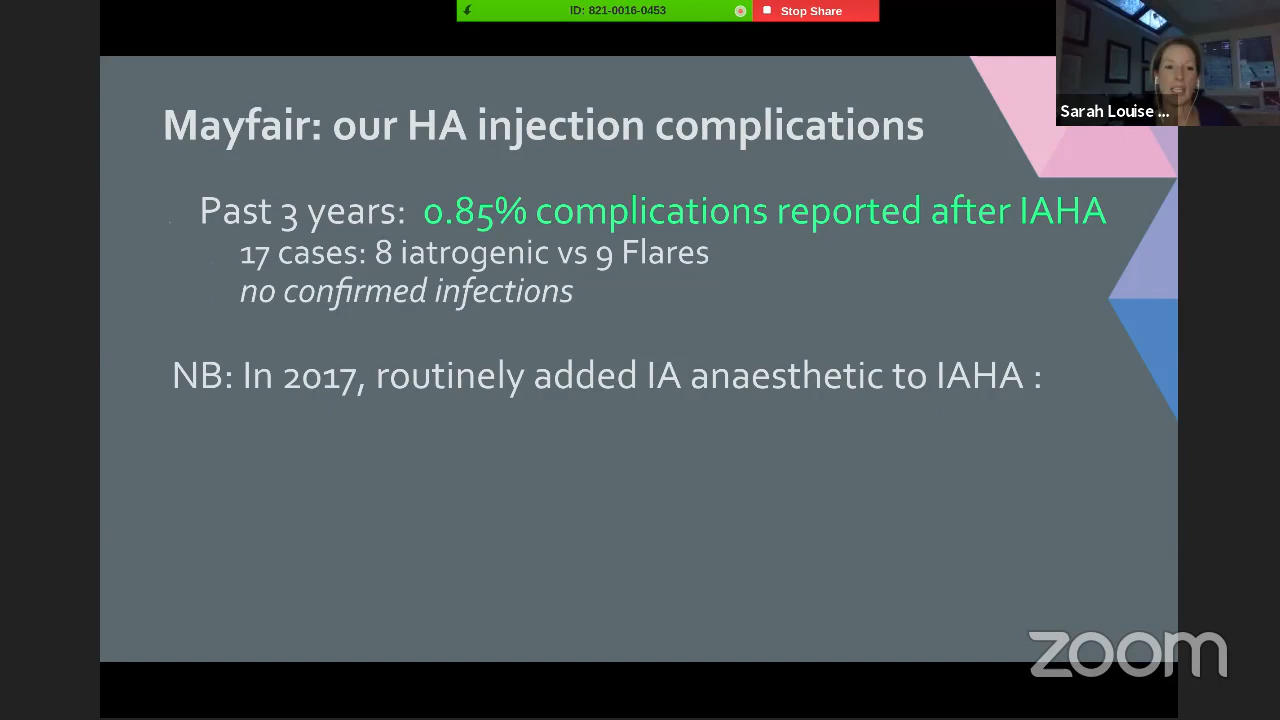 ID: 821-0016-0453
Stop Share
Sarah Louise ...
Mayfair: our HA injection complications
Past 3 years: 0.85% complications reported after IAHA
17 cases: 8 iatrogenic vs 9 Flares
no confirmed infections
NB: In 2017, routinely added IA anaesthetic to IAHA :
zoom